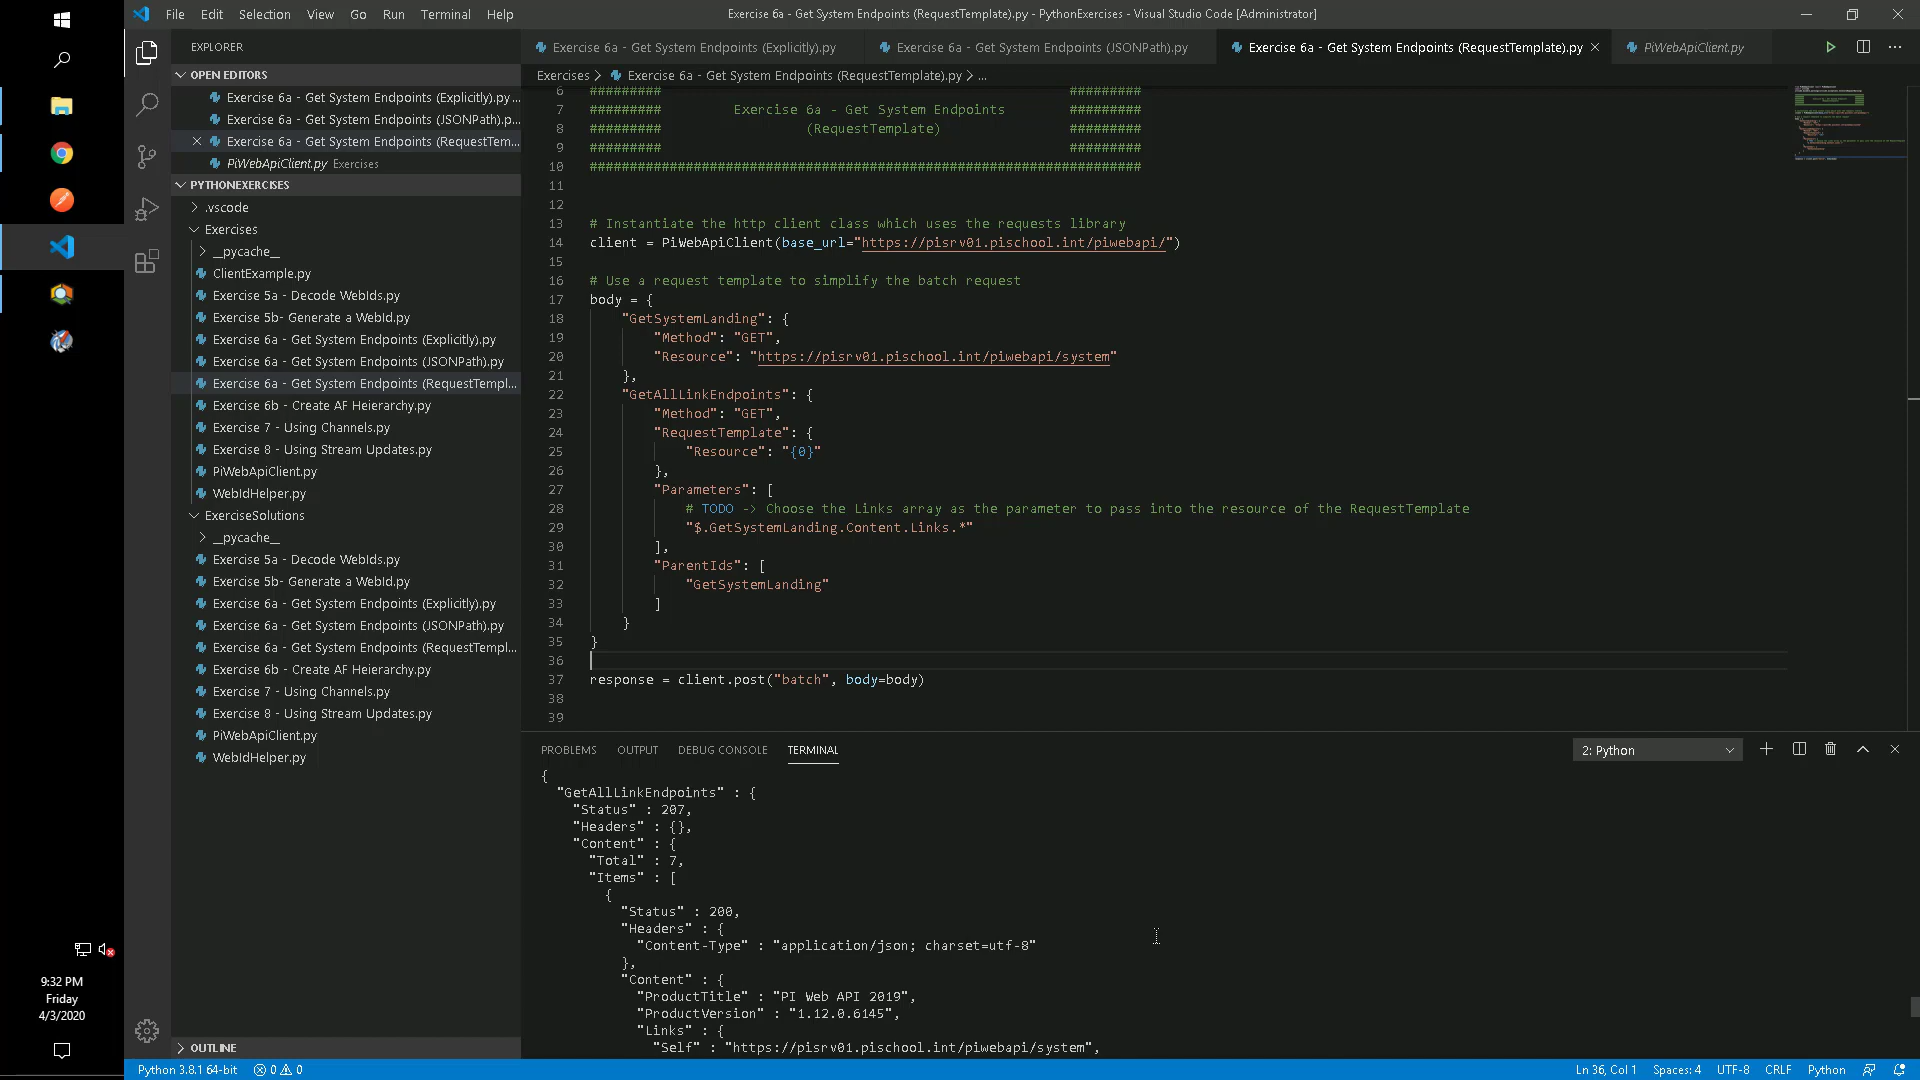 File Edit Selection View Go Run Terminal Help
Exercise 6a - Get System Endpoints (RequestTemplate).py - PythonExercises - Visual Studio Code [Administrator]
EXPLORER
OPEN EDITORS
Exercise 6a - Get System Endpoints (Explicitly).py ...
Exercise 6a - Get System Endpoints (JSONPath).p...
Exercise 6a - Get System Endpoints (RequestTem...
PiWebApiClient.py Exercises
PYTHONEXERCISES
.vscode
Exercises
__pycache__
ClientExample.py
Exercise 5a - Decode WebIds.py
Exercise 5b- Generate a WebId.py
Exercise 6a - Get System Endpoints (Explicitly).py
Exercise 6a - Get System Endpoints (JSONPath).py
Exercise 6a - Get System Endpoints (RequestTempl...
Exercise 6b - Create AF Heierarchy.py
Exercise 7 - Using Channels.py
Exercise 8 - Using Stream Updates.py
PiWebApiClient.py
WebIdHelper.py
ExerciseSolutions
__pycache__
Exercise 5a - Decode WebIds.py
Exercise 5b- Generate a WebId.py
Exercise 6a - Get System Endpoints (Explicitly).py
Exercise 6a - Get System Endpoints (JSONPath).py
Exercise 6a - Get System Endpoints (RequestTempl...
Exercise 6b - Create AF Heierarchy.py
Exercise 7 - Using Channels.py
Exercise 8 - Using Stream Updates.py
PiWebApiClient.py
WebIdHelper.py
OUTLINE
Exercise 6a - Get System Endpoints (Explicitly).py
Exercise 6a - Get System Endpoints (JSONPath).py
Exercise 6a - Get System Endpoints (RequestTemplate).py
PiWebApiClient.py
Exercises > Exercise 6a - Get System Endpoints (RequestTemplate).py > ...
6 ######### #########
7 ######### Exercise 6a - Get System Endpoints #########
8 ######### (RequestTemplate) #########
9 ######### #########
10 #####################################################################
11
12
13 # Instantiate the http client class which uses the requests library
14 client = PiWebApiClient(base_url="https://pisrv01.pischool.int/piwebapi/")
15
16 # Use a request template to simplify the batch request
17 body = {
18 "GetSystemLanding": {
19 "Method": "GET",
20 "Resource": "https://pisrv01.pischool.int/piwebapi/system"
21 },
22 "GetAllLinkEndpoints": {
23 "Method": "GET",
24 "RequestTemplate": {
25 "Resource": "{0}"
26 },
27 "Parameters": [
28 # TODO -> Choose the Links array as the parameter to pass into the resource of the RequestTemplate
29 "$.GetSystemLanding.Content.Links.*"
30 ],
31 "ParentIds": [
32 "GetSystemLanding"
33 ]
34 }
35 }
36
37 response = client.post("batch", body=body)
38
39
PROBLEMS OUTPUT DEBUG CONSOLE TERMINAL
2: Python
{
"GetAllLinkEndpoints" : {
"Status" : 207,
"Headers" : {},
"Content" : {
"Total" : 7,
"Items" : [
{
"Status" : 200,
"Headers" : {
"Content-Type" : "application/json; charset=utf-8"
},
"Content" : {
"ProductTitle" : "PI Web API 2019",
"ProductVersion" : "1.12.0.6145",
"Links" : {
"Self" : "https://pisrv01.pischool.int/piwebapi/system",
9:32 PM
Friday
4/3/2020
Python 3.8.1 64-bit 0 0
Ln 36, Col 1 Spaces: 4 UTF-8 CRLF Python